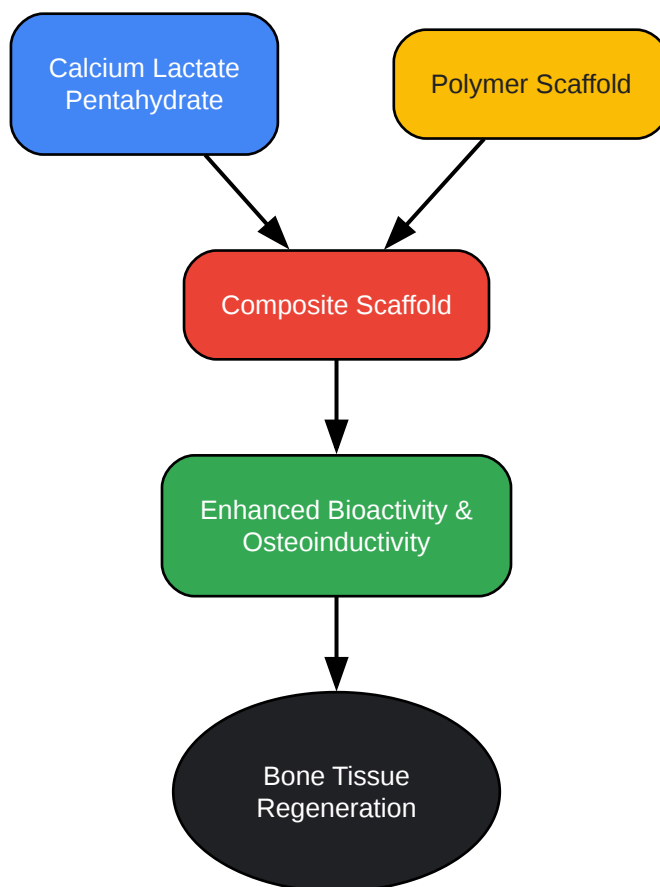 Calcium Lactate
Pentahydrate
Polymer Scaffold
Composite Scaffold
Enhanced Bioactivity &
Osteoinductivity
Bone Tissue
Regeneration